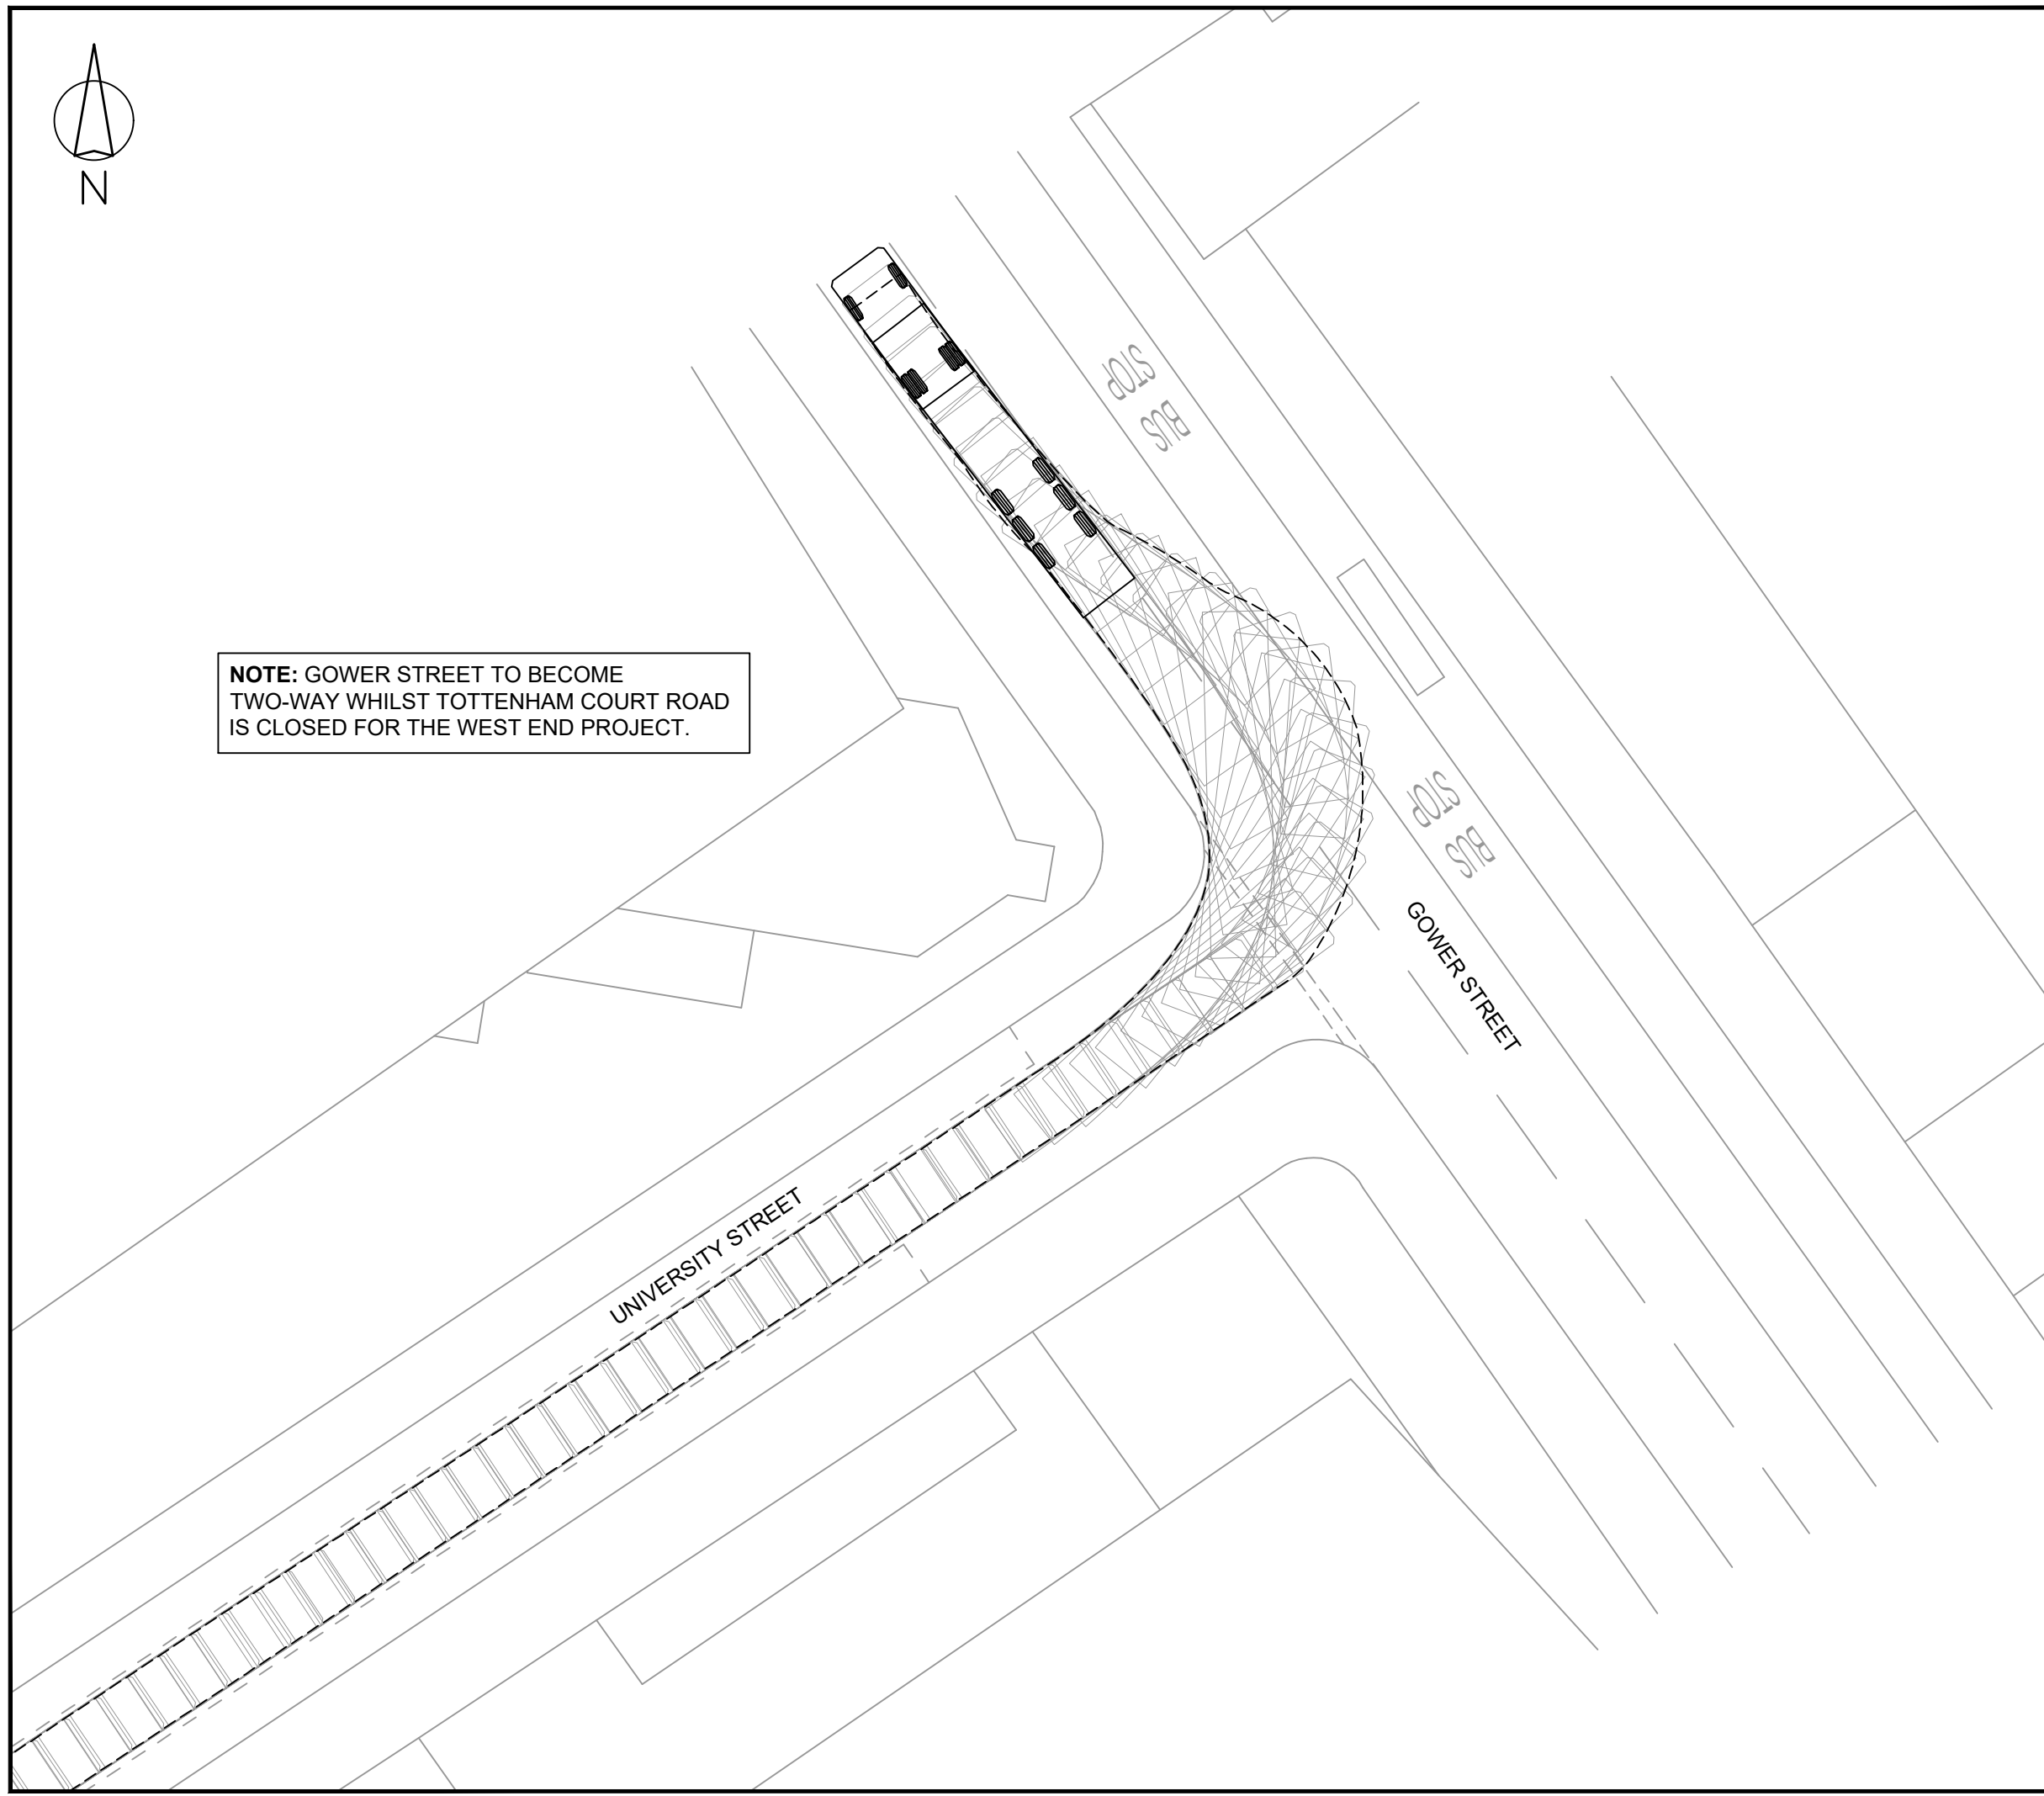 N
BUS
STOP
NOTE: GOWER STREET TO BECOME
TWO-WAY WHILST TOTTENHAM COURT ROAD
IS CLOSED FOR THE WEST END PROJECT.
BUS
STOP
GOWER STREET
UNIVERSITY STREET